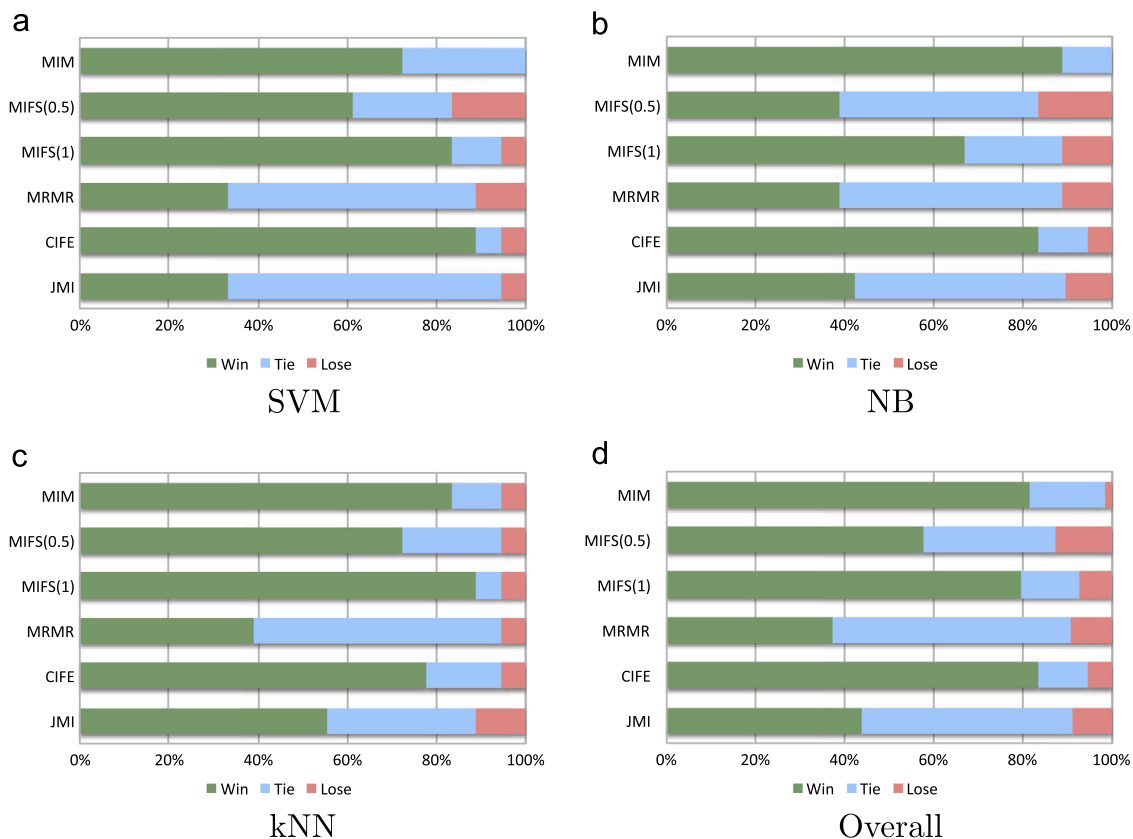 a
MIM
MIFS(0.5)
MIFS(1)
MRMR
CIFE
JMI
0% 20% 40% 60% 80% 100%
Win Tie Lose
SVM
b
MIM
MIFS(0.5)
MIFS(1)
MRMR
CIFE
JMI
0% 20% 40% 60% 80% 100%
Win Tie Lose
NB
c
MIM
MIFS(0.5)
MIFS(1)
MRMR
CIFE
JMI
0% 20% 40% 60% 80% 100%
Win Tie Lose
kNN
d
MIM
MIFS(0.5)
MIFS(1)
MRMR
CIFE
JMI
0% 20% 40% 60% 80% 100%
Win Tie Lose
Overall